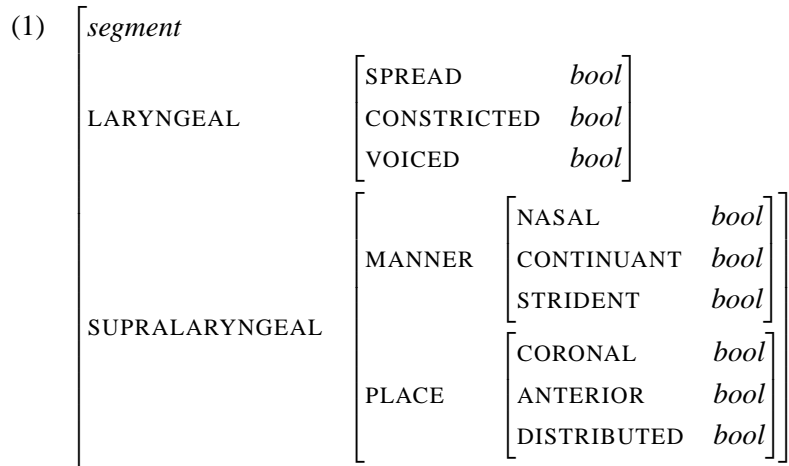 (1) segment
SPREAD bool
LARYNGEAL CONSTRICTED bool
VOICED bool
NASAL bool
MANNER CONTINUANT bool
STRIDENT bool
SUPRALARYNGEAL
CORONAL bool
PLACE ANTERIOR bool
DISTRIBUTED bool